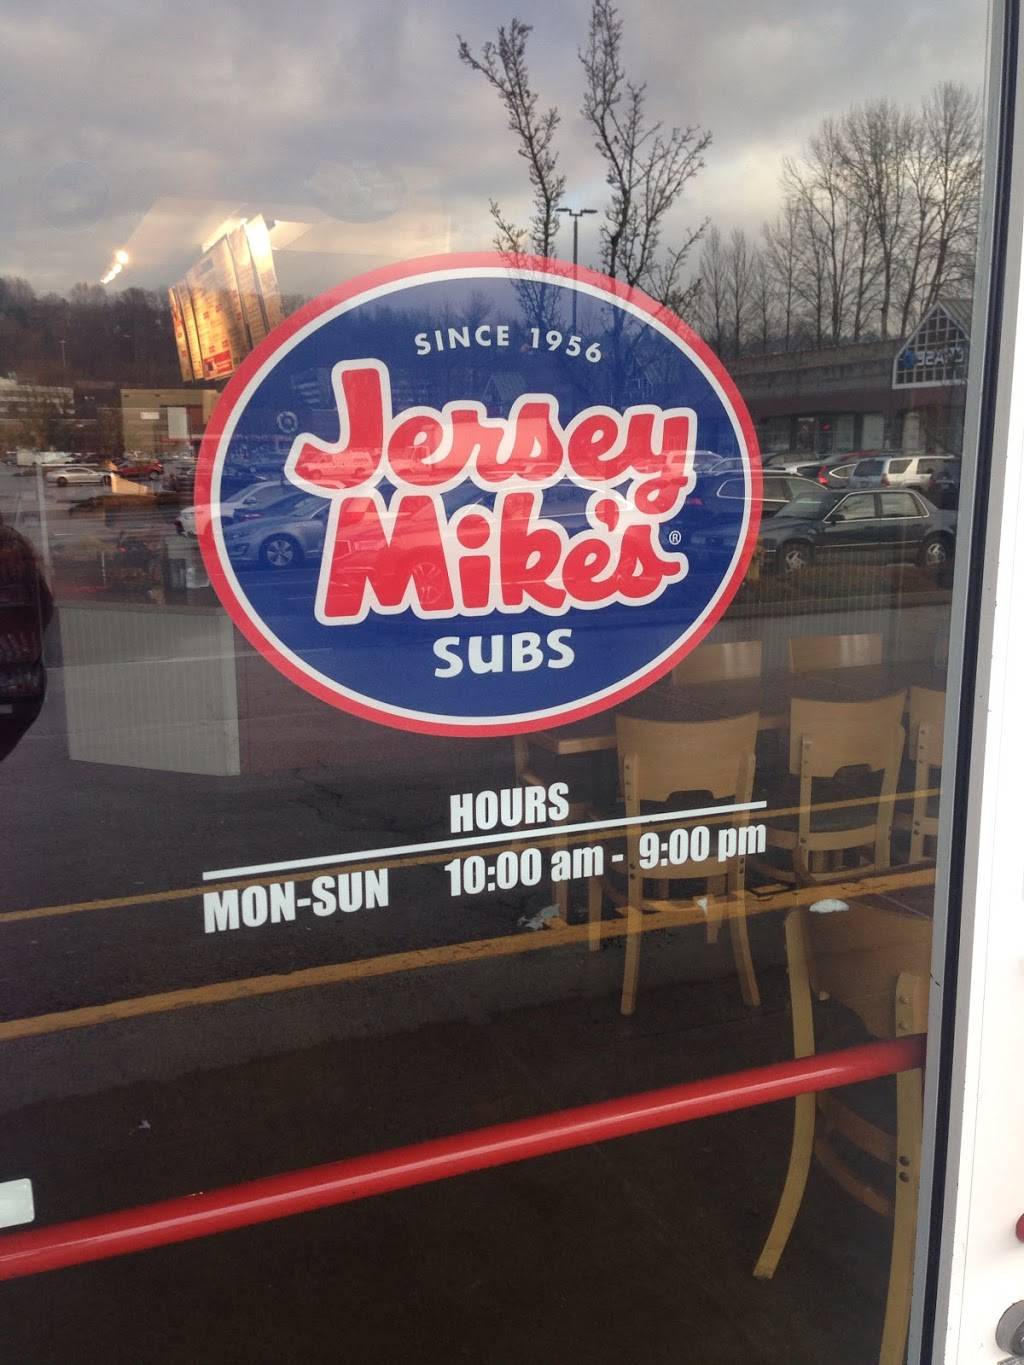 SINCE 1956
Jersey
Mike's®
SUBS
HOURS
MON-SUN 10:00 am - 9:00 pm